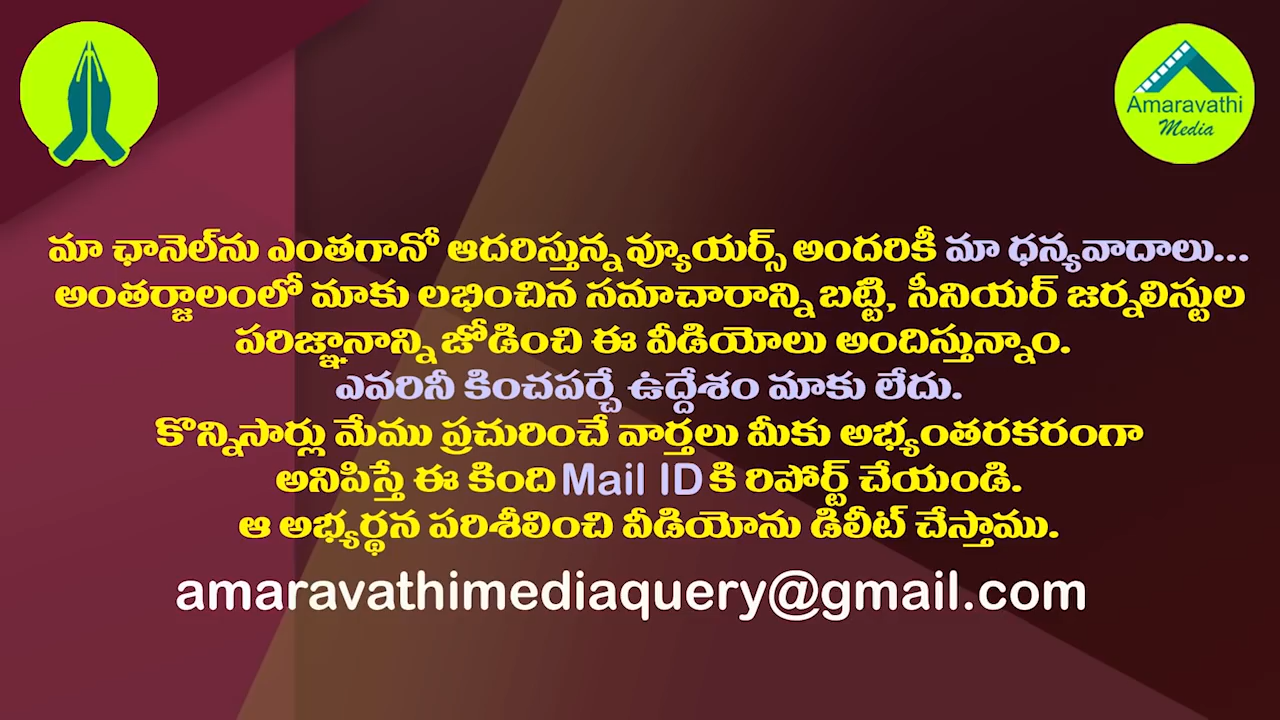 Amaravathi
Media
మా ఛానెల్‌ను ఎంతగానో ఆదరిస్తున్న వ్యూయర్స్ అందరికీ మా ధన్యవాదాలు...
అంతర్జాలంలో మాకు లభించిన సమాచారాన్ని బట్టి, సీనియర్ జర్నలిస్టుల
పరిజ్ఞానాన్ని జోడించి ఈ వీడియోలు అందిస్తున్నాం.
ఎవరినీ కించపర్చే ఉద్దేశం మాకు లేదు.
కొన్నిసార్లు మేము ప్రచురించే వార్తలు మీకు అభ్యంతరకరంగా
అనిపిస్తే ఈ కింది Mail ID కి రిపోర్ట్ చేయండి.
ఆ అభ్యర్థన పరిశీలించి వీడియోను డిలీట్ చేస్తాము.
amaravathimediaquery@gmail.com